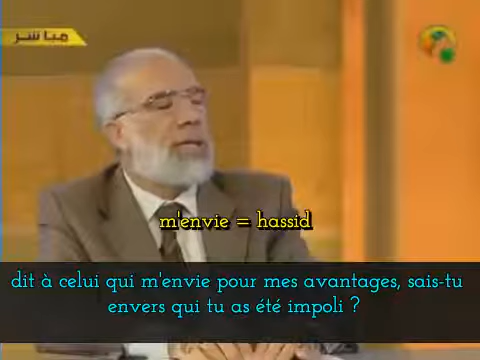 مباشر
m'envie = hassid
dit à celui qui m'envie pour mes avantages, sais-tu
envers qui tu as été impoli ?